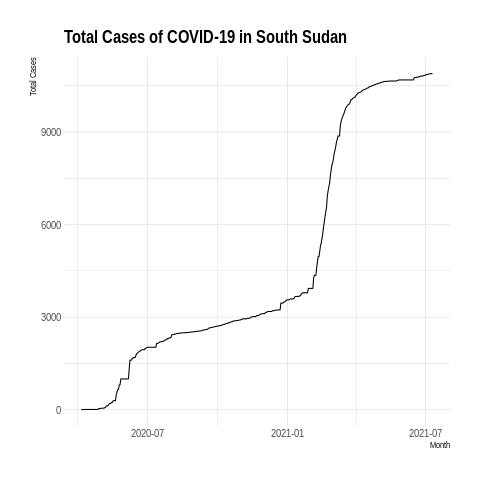 Total Cases of COVID-19 in South Sudan
Total Cases
9000
6000
3000
0
2020-07
2021-01
2021-07
Month